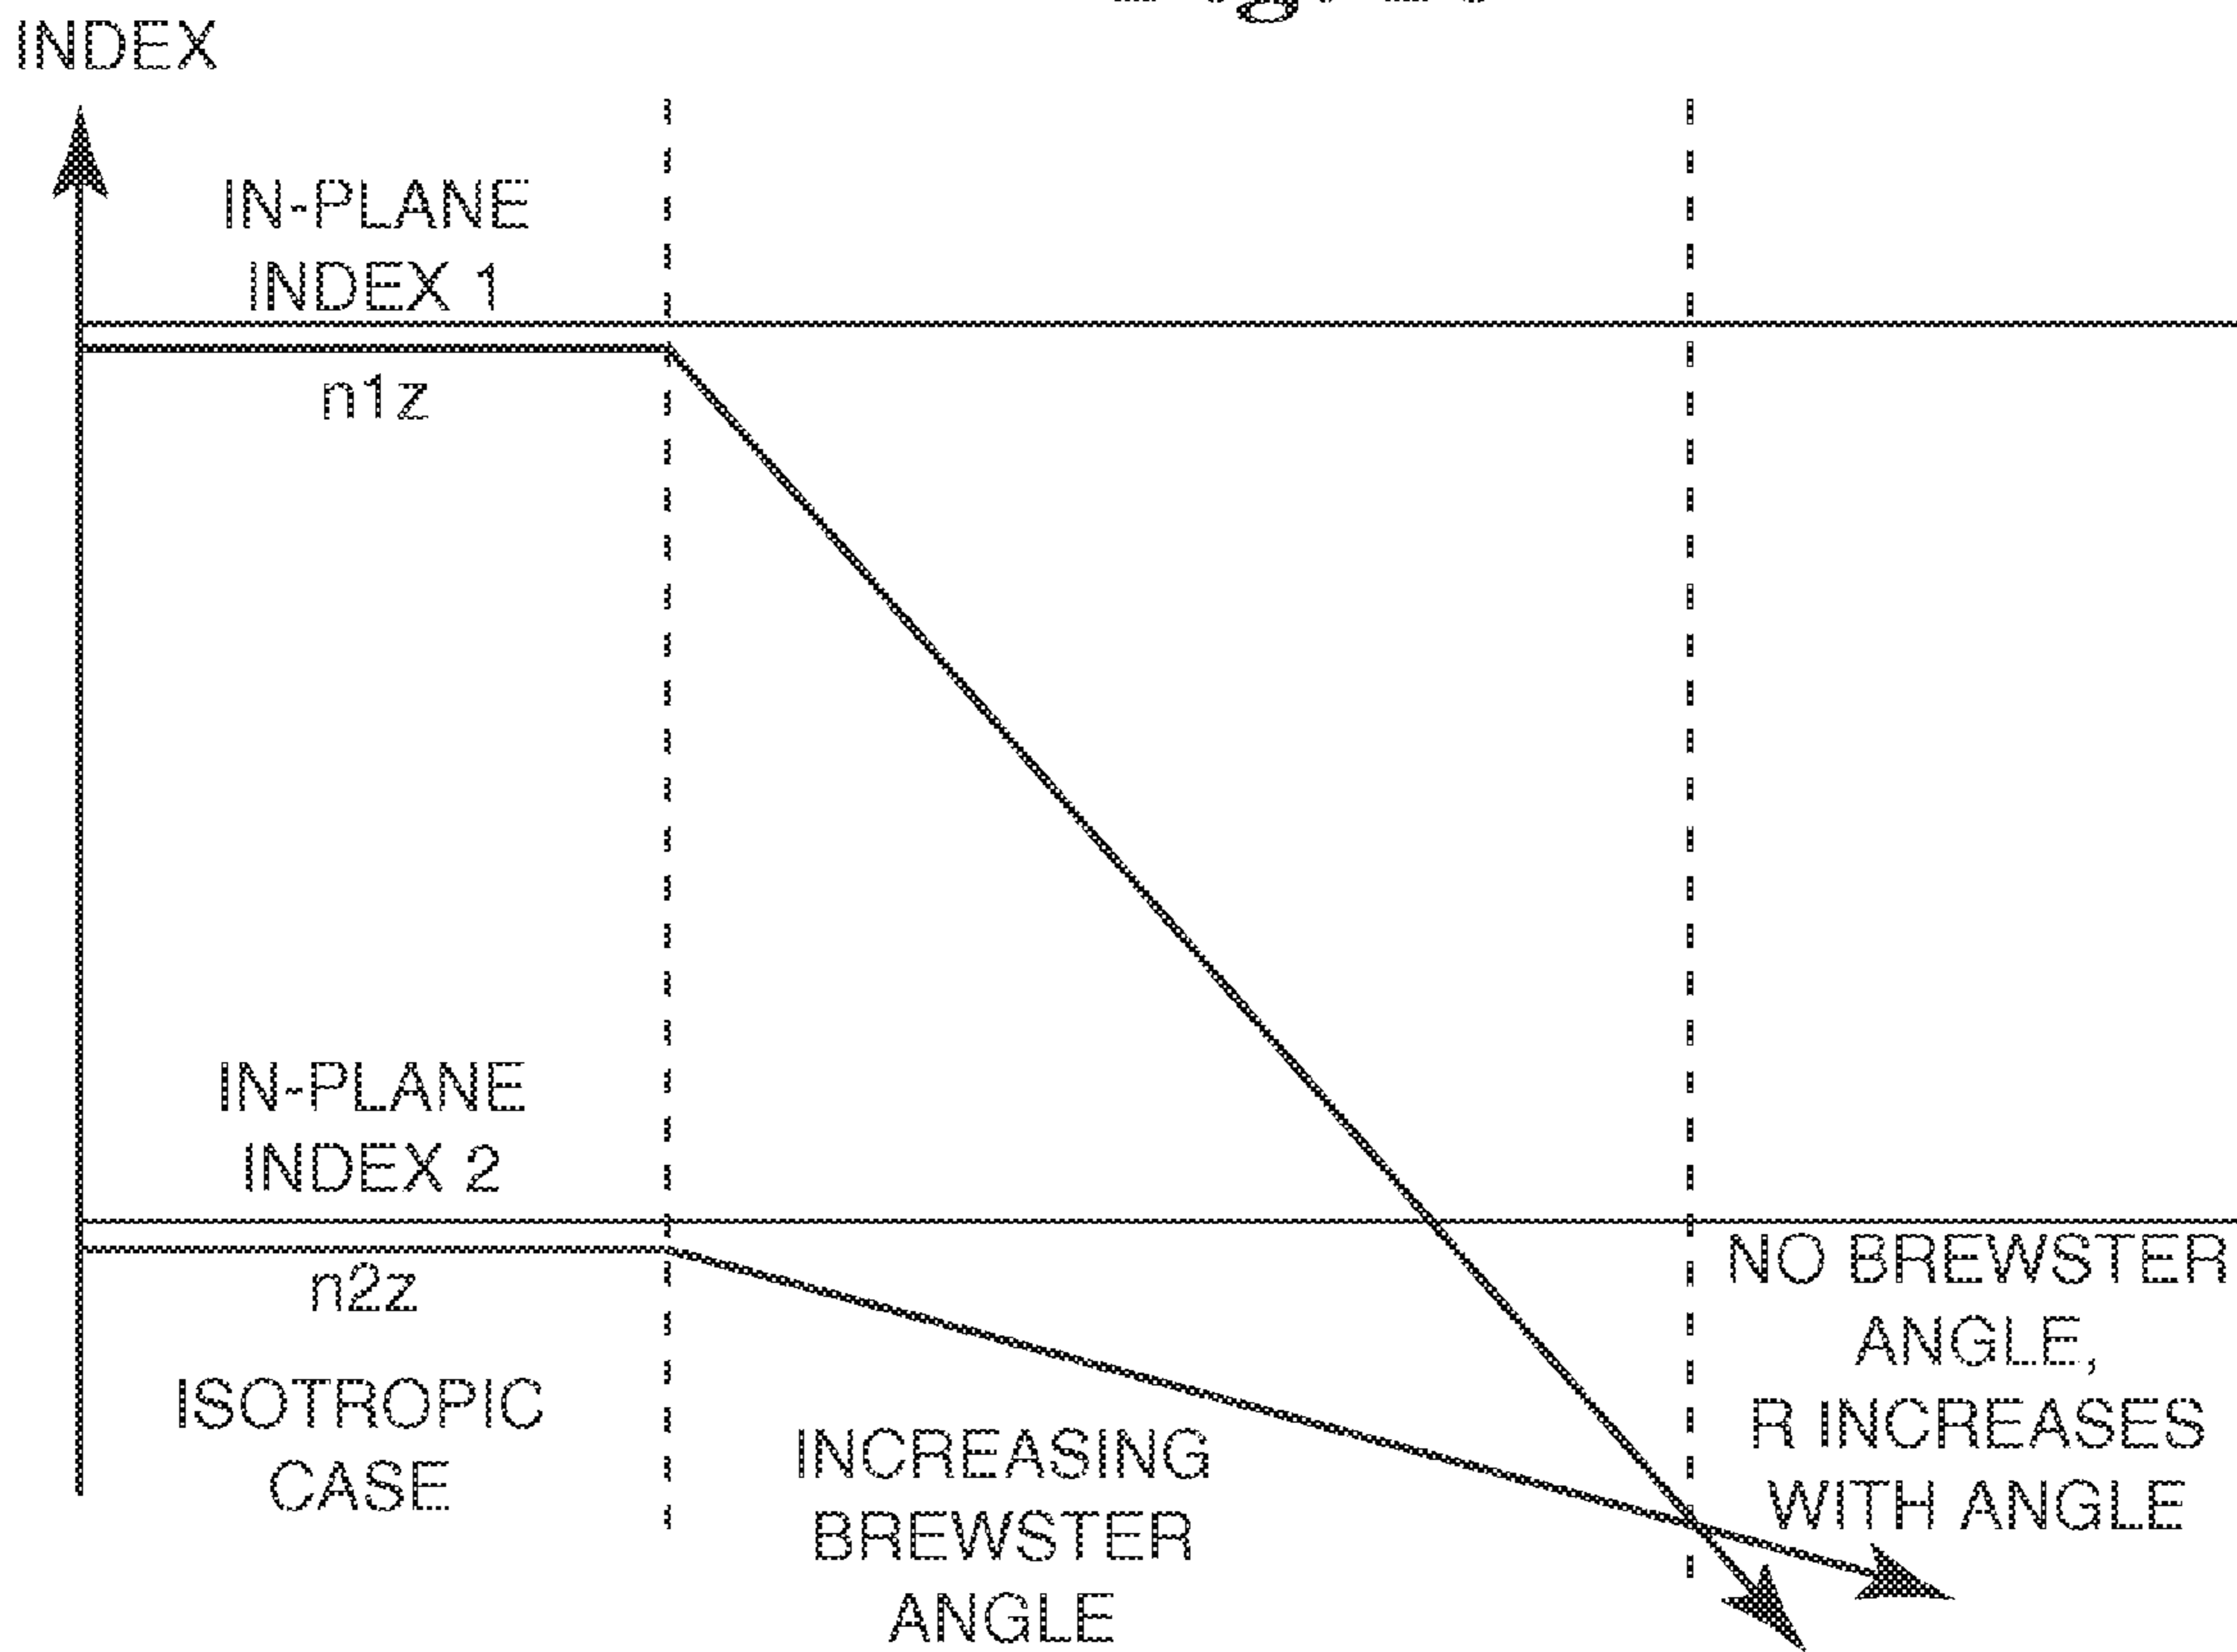 INDEX
IN-PLANE
INDEX 1
n1z
IN-PLANE
INDEX 2
n2z
ISOTROPIC
CASE
INCREASING
BREWSTER
ANGLE
NO BREWSTER
ANGLE,
R INCREASES
WITH ANGLE